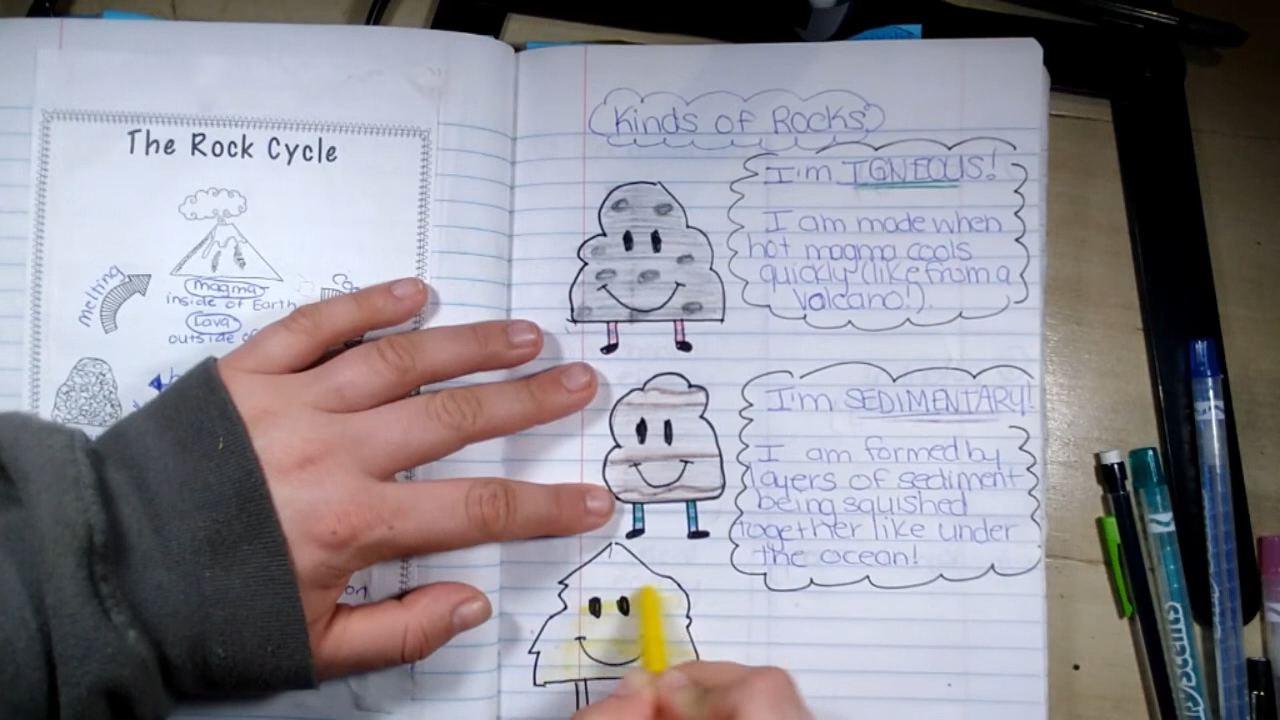 The Rock Cycle
melting
magma
inside of Earth
Lava
outside
Kinds of Rocks:
I'm IGNEOUS!
I am made when
hot magma cools
quickly (like from a
volcano!).
I'm SEDIMENTARY!
I am formed by
layers of sediment
being squished
together like under
the ocean!